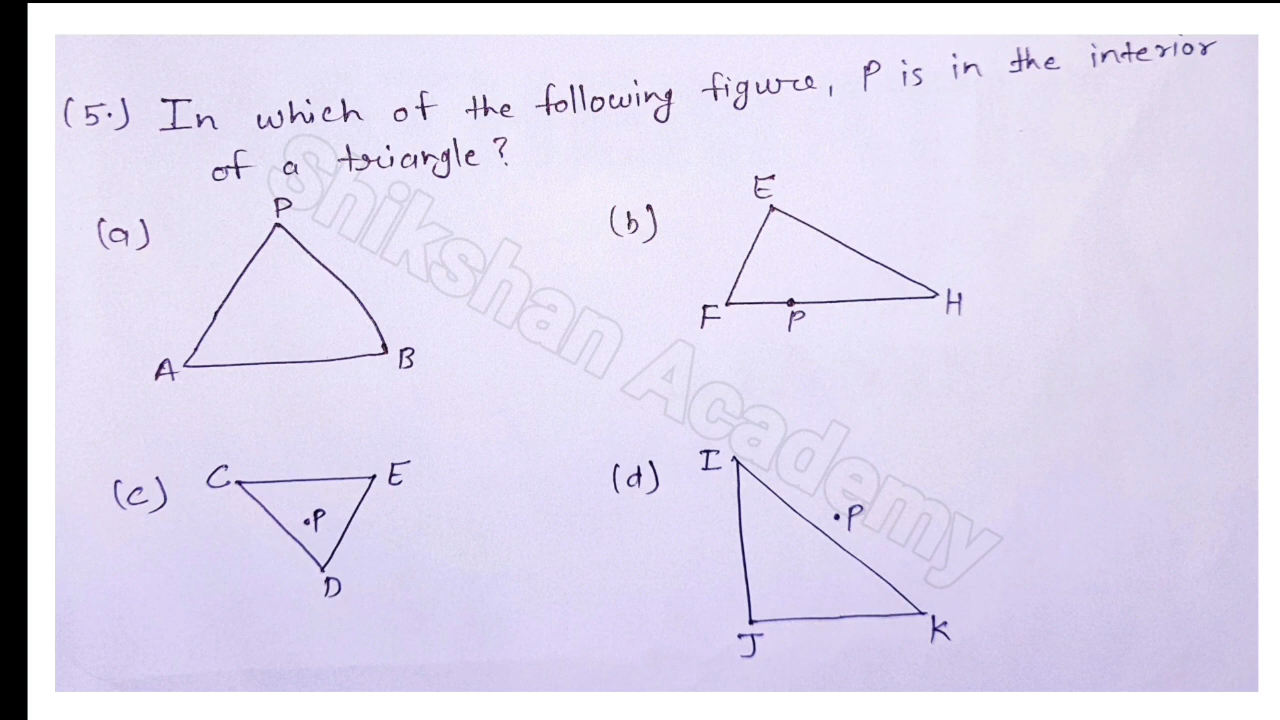 (5.) In which of the following figure, P is in the interior
of a triangle?
(a)
P
A
B
(b)
E
F
P
H
(c)
C
E
.P
D
(d)
I
.P
J
K
Shikshan Academy